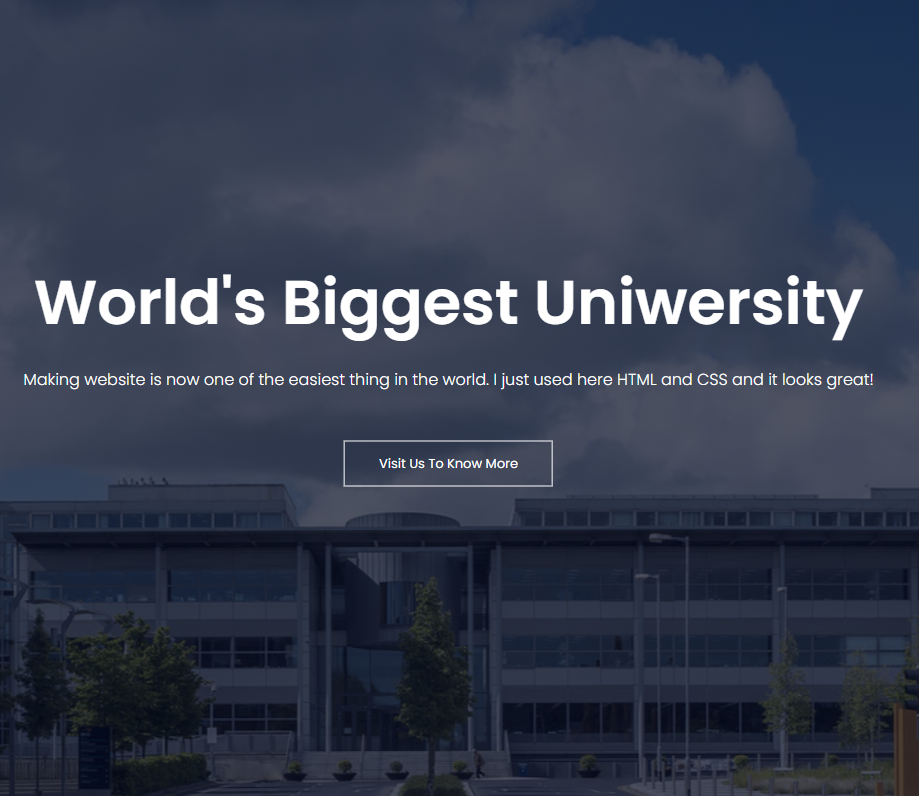 World's Biggest Uniwersity
Making website is now one of the easiest thing in the world. I just used here HTML and CSS and it looks great!
Visit Us To Know More